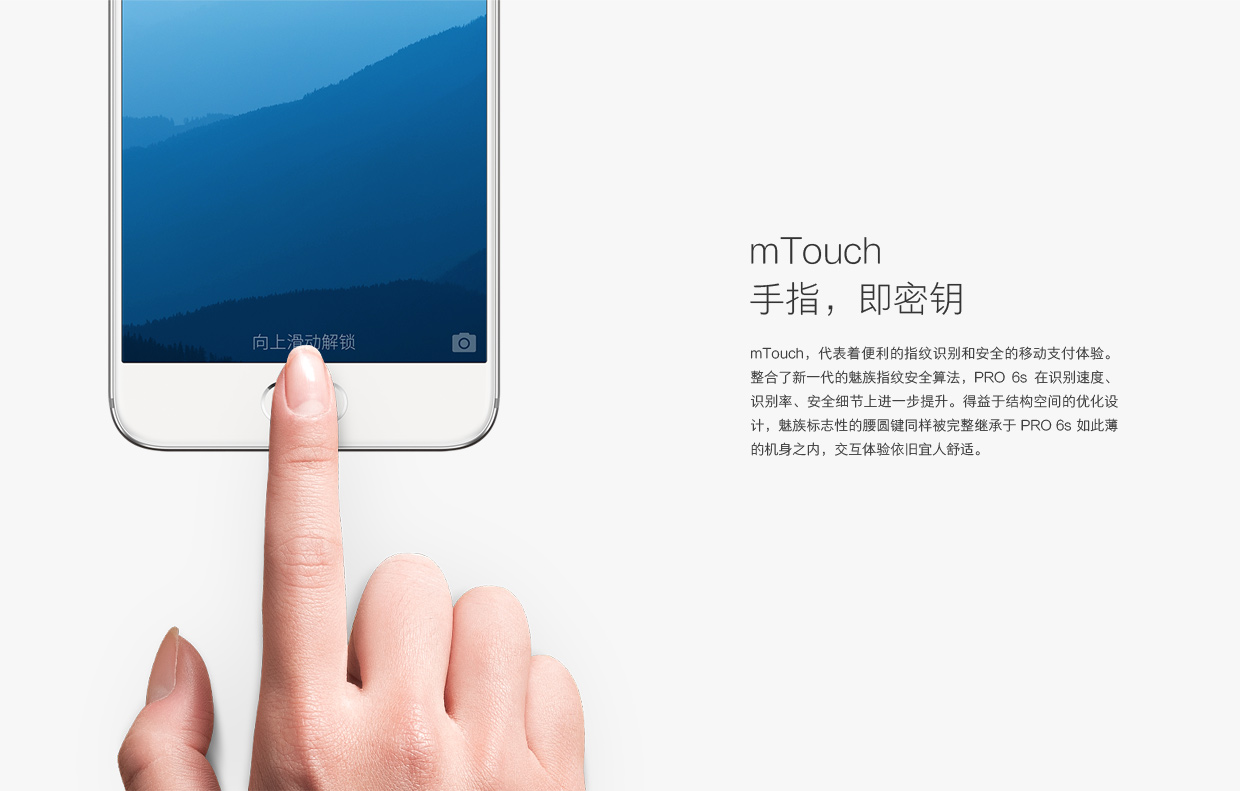 向上滑动解锁
mTouch
手指，即密钥
mTouch，代表着便利的指纹识别和安全的移动支付体验。
整合了新一代的魅族指纹安全算法，PRO 6s 在识别速度、
识别率、安全细节上进一步提升。得益于结构空间的优化设
计，魅族标志性的腰圆键同样被完整继承于 PRO 6s 如此薄
的机身之内，交互体验依旧宜人舒适。